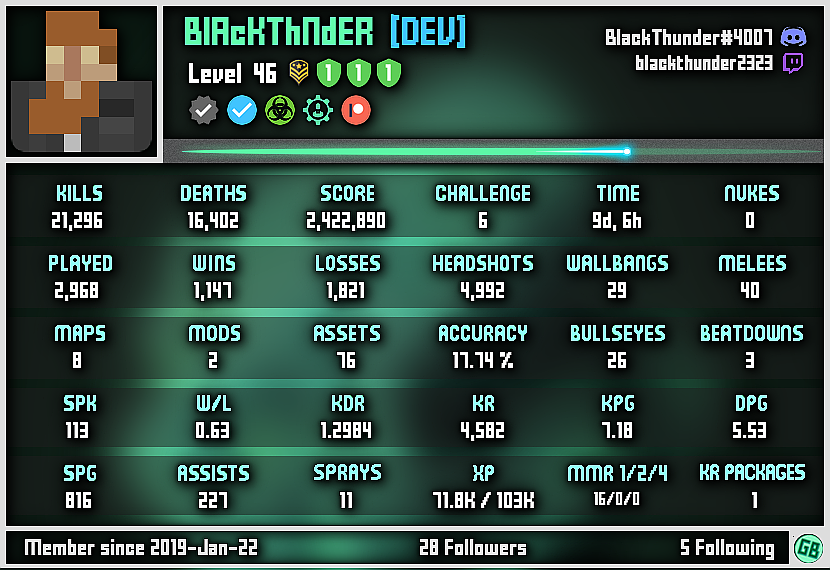 BlAcKThNdER [DEV]
BlackThunder#4007
Level 46 1 1 1
blackthunder2323
KILLS DEATHS SCORE CHALLENGE TIME NUKES
21,296 16,402 2,422,890 6 9d, 6h 0
PLAYED WINS LOSSES HEADSHOTS WALLBANGS MELEES
2,968 1,147 1,821 4,992 29 40
MAPS MODS ASSETS ACCURACY BULLSEYES BEATDOWNS
8 2 76 17.74 % 26 3
SPK W/L KDR KR KPG DPG
113 0.63 1.2984 4,582 7.18 5.53
SPG ASSISTS SPRAYS XP MMR 1/2/4 KR PACKAGES
816 227 11 71.8K / 103K 16/0/0 1
Member since 2019-Jan-22 28 Followers 5 Following GB